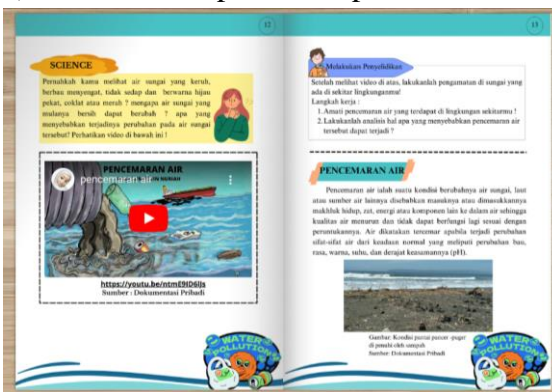 12
SCIENCE
Pernahkah kamu melihat air sungai yang keruh,
berbau menyengat, tidak sedap dan berwarna hijau
pekat, coklat atau merah ? mengapa air sungai yang
mulanya bersih dapat berubah ? apa yang
menyebabkan terjadinya perubahan pada air sungai
tersebut? Perhatikan video di bawah ini !
PENCEMARAN AIR
pencemaran air
https://youtu.be/ntmE9ID6ljs
Sumber : Dokumentasi Pribadi
WATER
POLLUTION
13
Melakukan Penyelidikan
Setelah melihat video di atas, lakukanlah pengamatan di sungai yang
ada di sekitar lingkunganmu!
Langkah kerja :
1. Amati pencemaran air yang terdapat di lingkungan sekitarmu !
2. Lakukanlah analisis hal apa yang menyebabkan pencemaran air
tersebut dapat terjadi ?
PENCEMARAN AIR
Pencemaran air ialah suatu kondisi berubahnya air sungai, laut
atau sumber air lainnya disebabkan masuknya atau dimasukkannya
makhluk hidup, zat, energi atau komponen lain ke dalam air sehingga
kualitas air menurun dan tidak dapat berfungsi lagi sesuai dengan
peruntukannya. Air dikatakan tercemar apabila terjadi perubahan
sifat-sifat air dari keadaan normal yang meliputi perubahan bau,
rasa, warna, suhu, dan derajat keasamannya (pH).
Gambar: Kondisi pantai puger
di penuhi oleh sampah
Sumber: Dokumentasi Pribadi
WATER
POLLUTION